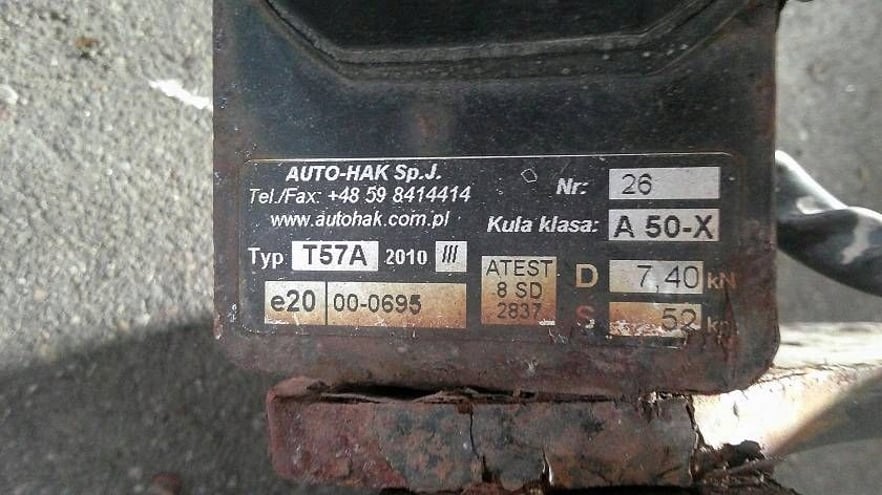 AUTO-HAK Sp.J.
Tel./Fax: +48 59 8414414
www.autohak.com.pl
Nr: 26
Kula klasa: A 50-X
Typ T57A 2010 III
e20 00-0695
ATEST
8 SD
2837
D 7,40 kN
S 52